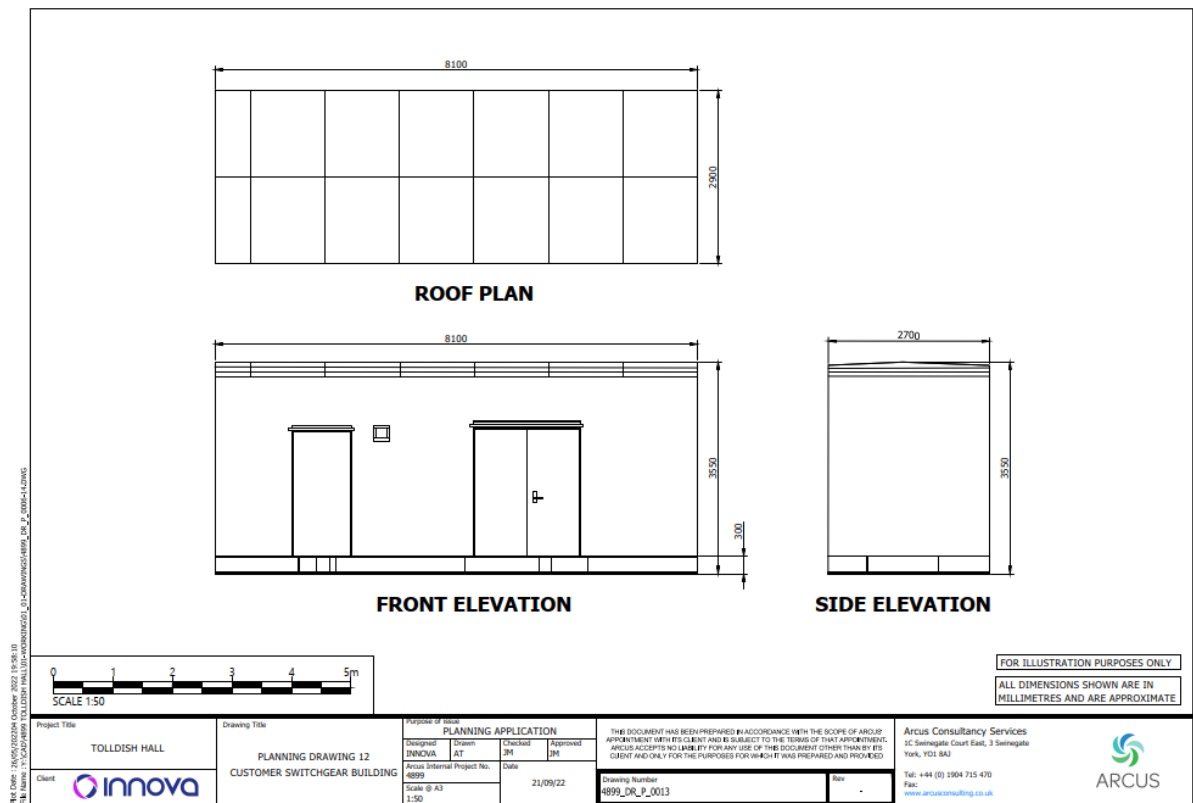 8100
2900
ROOF PLAN
8100
2700
3550
300
3550
FRONT ELEVATION
SIDE ELEVATION
0 1 2 3 4 5m
SCALE 1:50
FOR ILLUSTRATION PURPOSES ONLY
ALL DIMENSIONS SHOWN ARE IN
MILLIMETRES AND ARE APPROXIMATE
Project Title
TOLLDISH HALL
Client
innova
Drawing Title
PLANNING DRAWING 12
CUSTOMER SWITCHGEAR BUILDING
Purpose of issue
PLANNING APPLICATION
Designed
INNOVA
Drawn
AT
Checked
JM
Approved
JM
Arcus Internal Project No.
4899
Date
21/09/22
Scale @ A3
1:50
THIS DOCUMENT HAS BEEN PREPARED IN ACCORDANCE WITH THE SCOPE OF ARCUS'
APPOINTMENT WITH ITS CLIENT AND IS SUBJECT TO THE TERMS OF THAT APPOINTMENT.
ARCUS ACCEPTS NO LIABILITY FOR ANY USE OF THIS DOCUMENT OTHER THAN BY ITS
CLIENT AND ONLY FOR THE PURPOSES FOR WHICH IT WAS PREPARED AND PROVIDED
Drawing Number
4899_DR_P_0013
Rev
-
Arcus Consultancy Services
1C Swinegate Court East, 3 Swinegate
York, YO1 8AJ
Tel: +44 (0) 1904 715 470
Fax:
www.arcusconsulting.co.uk
ARCUS